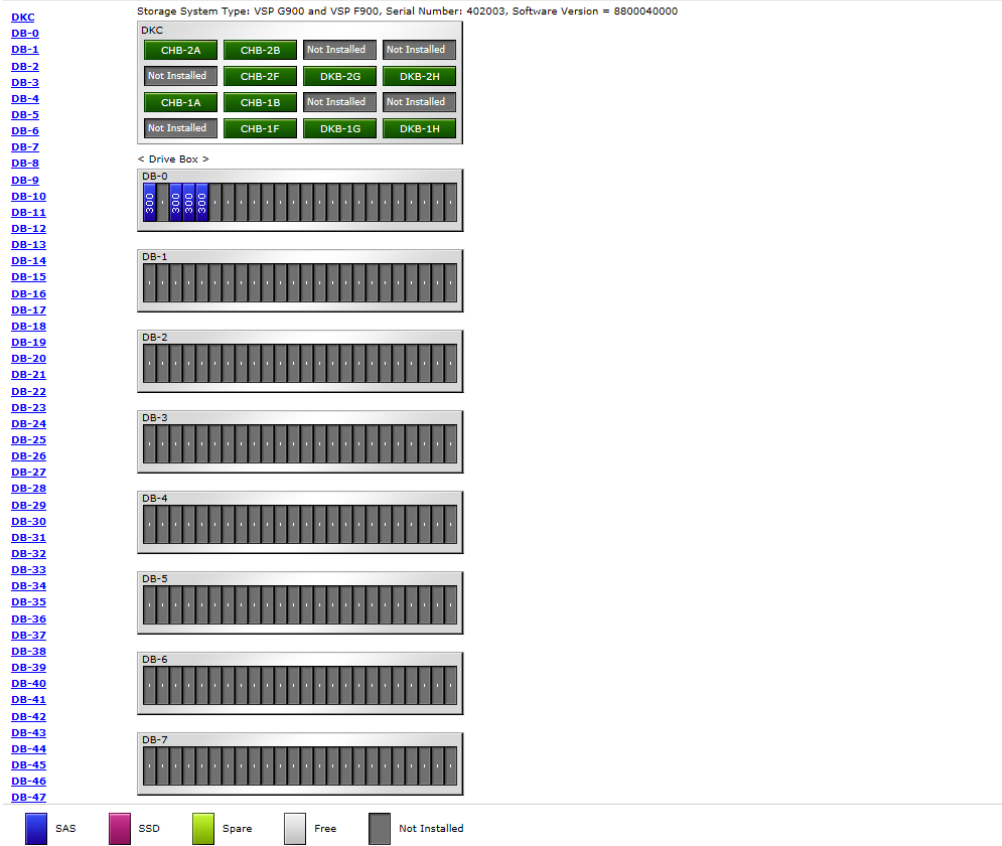 Storage System Type: VSP G900 and VSP F900, Serial Number: 402003, Software Version = 8800040000
DKC
DB-0
DB-1
DB-2
DB-3
DB-4
DB-5
DB-6
DB-7
DB-8
DB-9
DB-10
DB-11
DB-12
DB-13
DB-14
DB-15
DB-16
DB-17
DB-18
DB-19
DB-20
DB-21
DB-22
DB-23
DB-24
DB-25
DB-26
DB-27
DB-28
DB-29
DB-30
DB-31
DB-32
DB-33
DB-34
DB-35
DB-36
DB-37
DB-38
DB-39
DB-40
DB-41
DB-42
DB-43
DB-44
DB-45
DB-46
DB-47
DKC
CHB-2A CHB-2B Not Installed Not Installed
Not Installed CHB-2F DKB-2G DKB-2H
CHB-1A CHB-1B Not Installed Not Installed
Not Installed CHB-1F DKB-1G DKB-1H
< Drive Box >
DB-0
300 - 300 300 300 - - - - - - - - - - - - - - - - - - -
DB-1
- - - - - - - - - - - - - - - - - - - - - - - -
DB-2
- - - - - - - - - - - - - - - - - - - - - - - -
DB-3
- - - - - - - - - - - - - - - - - - - - - - - -
DB-4
- - - - - - - - - - - - - - - - - - - - - - - -
DB-5
- - - - - - - - - - - - - - - - - - - - - - - -
DB-6
- - - - - - - - - - - - - - - - - - - - - - - -
DB-7
- - - - - - - - - - - - - - - - - - - - - - - -
SAS SSD Spare Free Not Installed